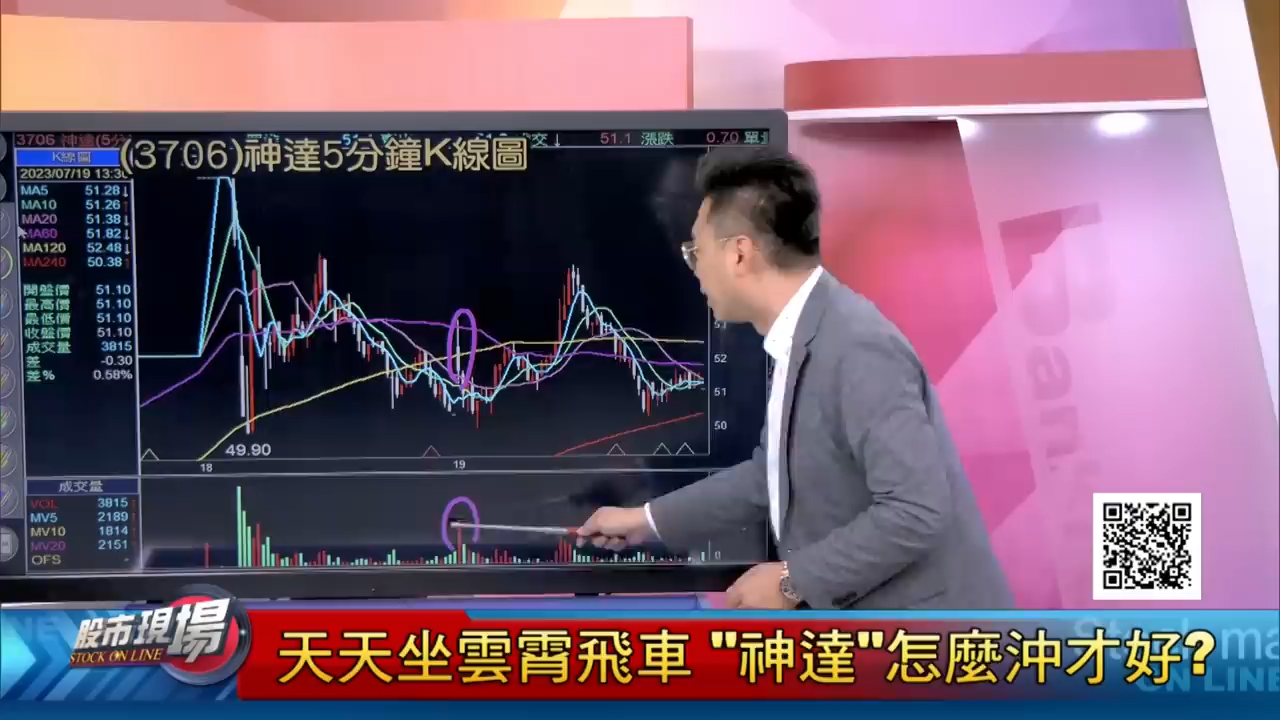 3706 神達(5分
51.1 漲跌 0.70 單量
(3706)神達5分鐘K線圖
K線圖
2023/07/19 13:30
MA5 51.28↓
MA10 51.26↑
MA20 51.38↓
MA60 51.82↓
MA120 52.48↓
MA240 50.38↑
開盤價 51.10
最高價 51.10
最低價 51.10
收盤價 51.10
成交量 3815
差 -0.30
差% 0.58%
52
51
50
49.90
18
19
成交量
VOL 3815↑
MV5 2189↑
MV10 1814↑
MV20 2151↑
OFS -
0
股市現場
STOCK ON LINE
天天坐雲霄飛車 "神達"怎麼沖才好?
ON LINE